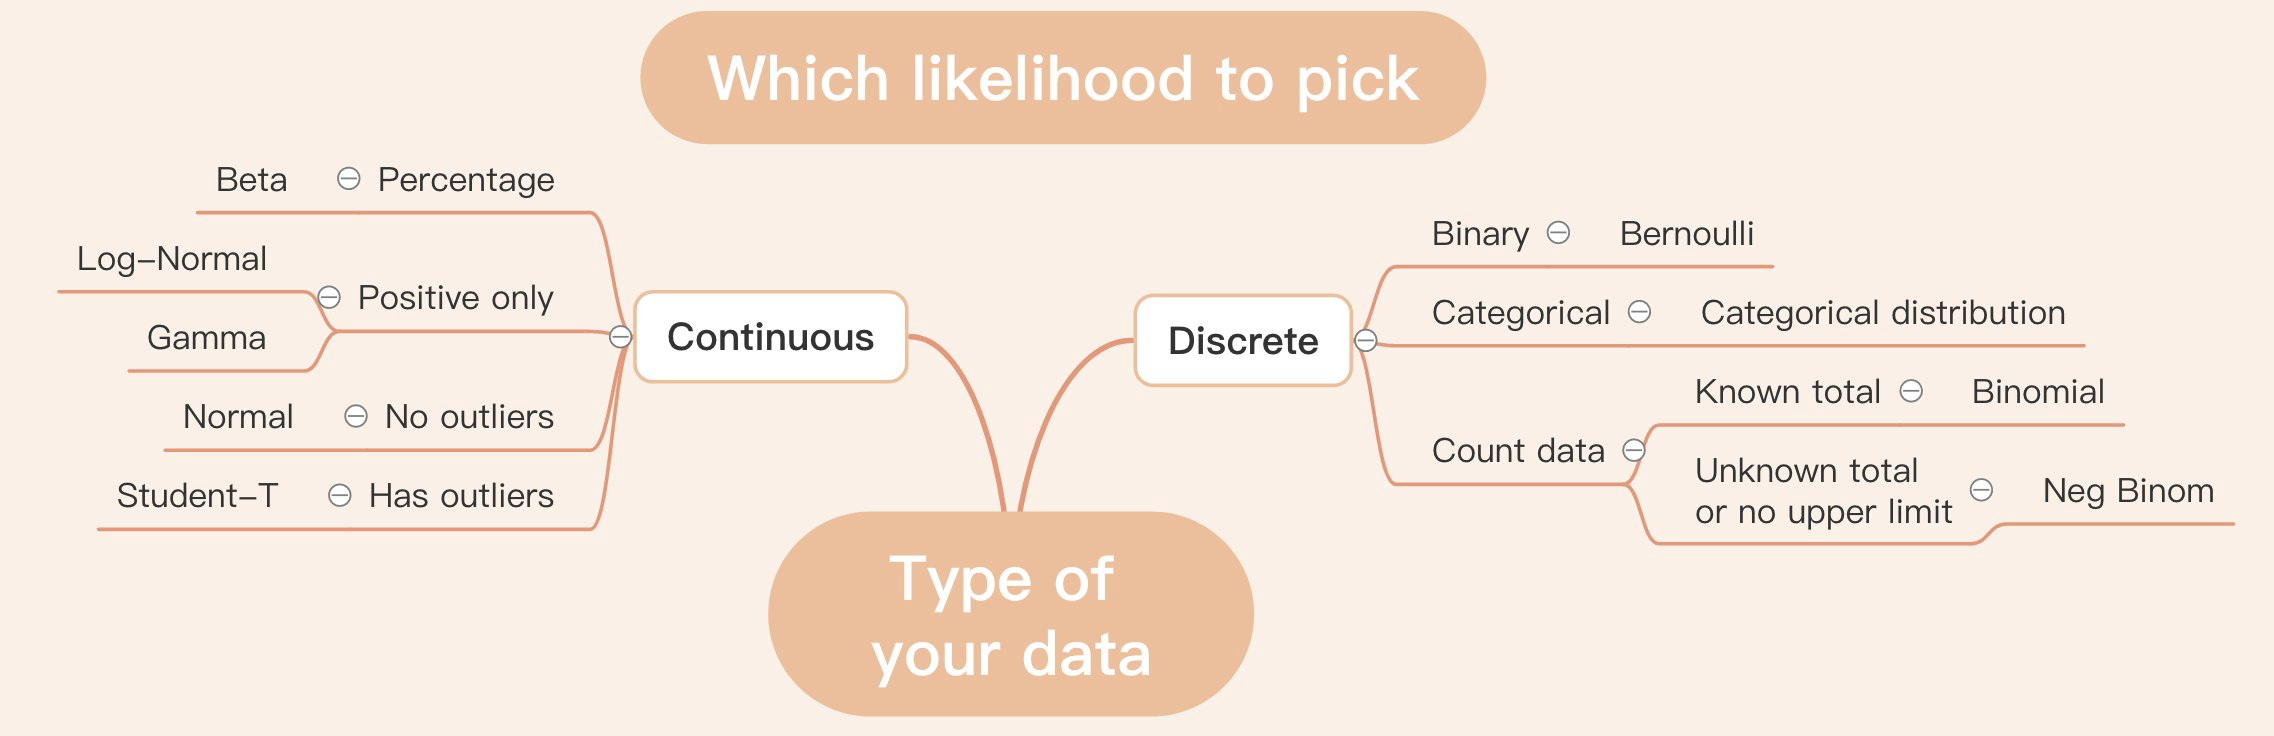 Which likelihood to pick
Beta
Percentage
Log–Normal
Gamma
Positive only
Normal
No outliers
Student–T
Has outliers
Continuous
Discrete
Binary
Bernoulli
Categorical
Categorical distribution
Count data
Known total
Binomial
Unknown total
or no upper limit
Neg Binom
Type of
your data